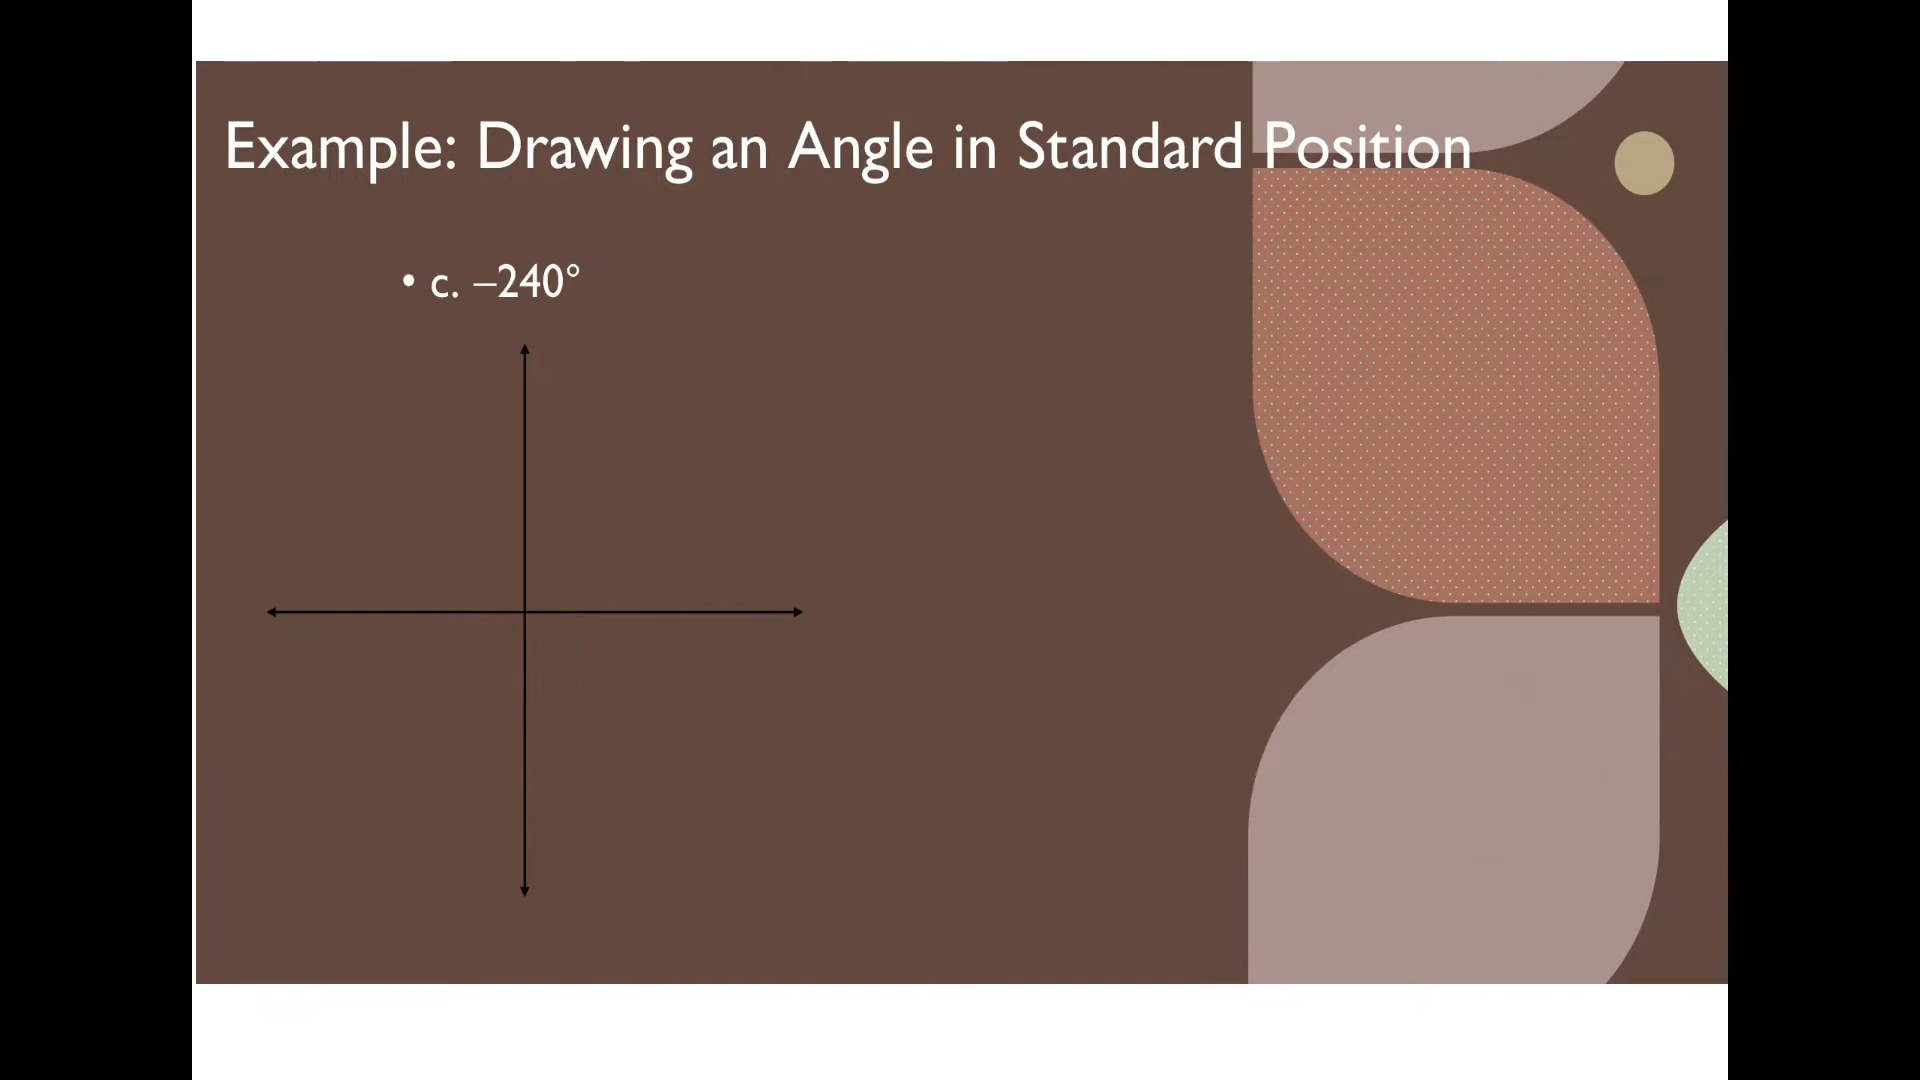 Example: Drawing an Angle in Standard Position
• c. –240°